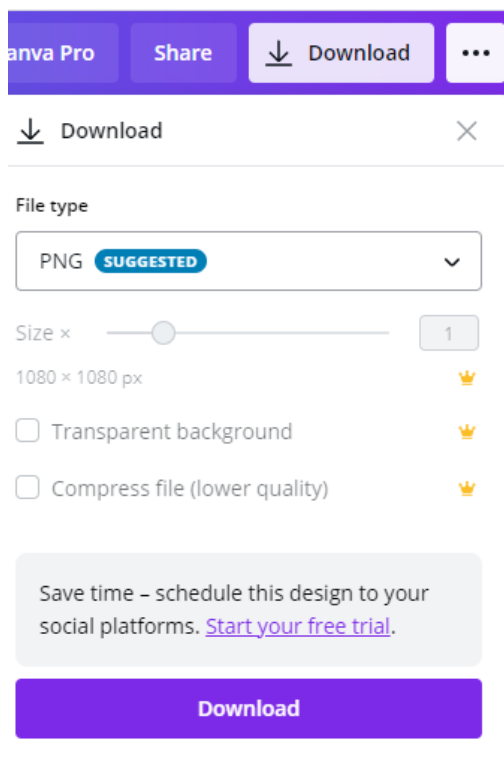 anva Pro
Share
Download
Download
File type
PNG SUGGESTED
Size ×
1
1080 × 1080 px
Transparent background
Compress file (lower quality)
Save time – schedule this design to your
social platforms. Start your free trial.
Download